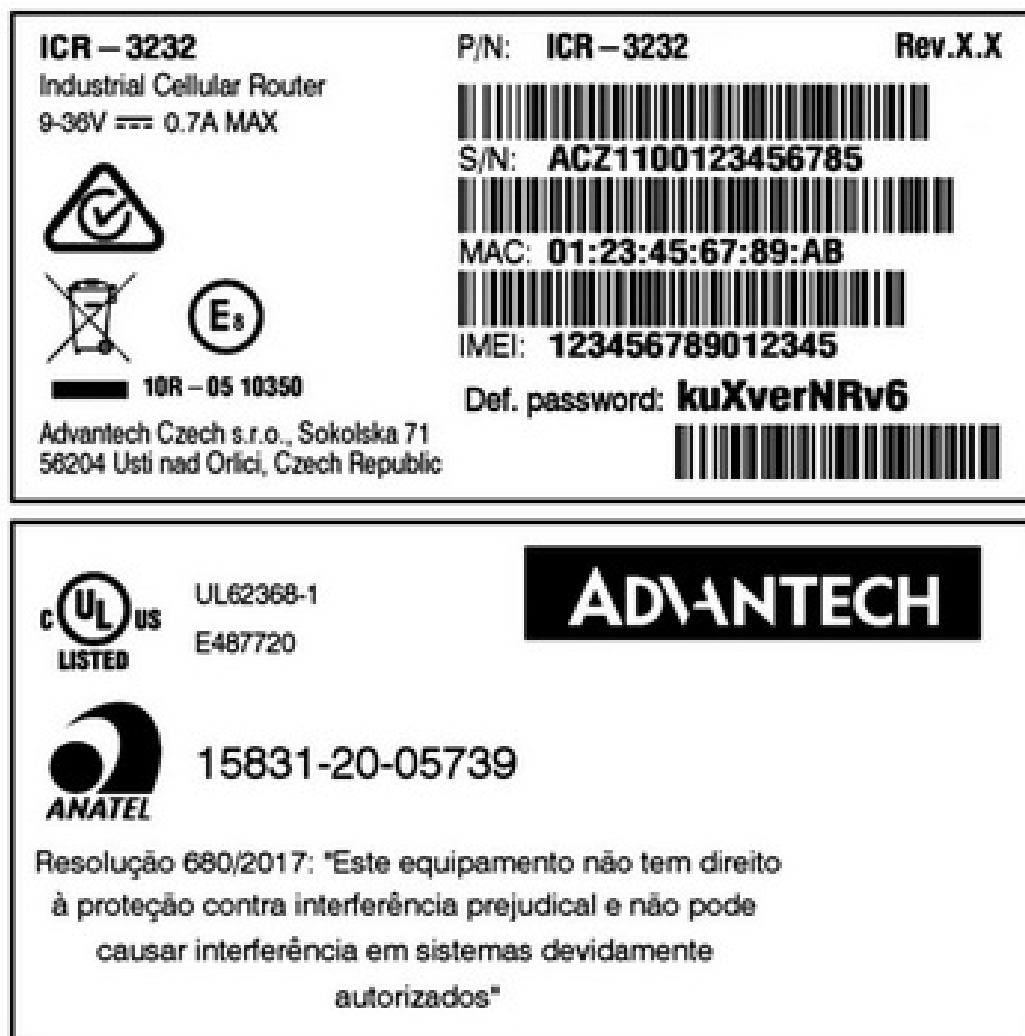 ICR – 3232
Industrial Cellular Router
9-36V 0.7A MAX
E8
10R – 05 10350
Advantech Czech s.r.o., Sokolska 71
56204 Usti nad Orlici, Czech Republic
P/N: ICR – 3232 Rev.X.X
S/N: ACZ1100123456785
MAC: 01:23:45:67:89:AB
IMEI: 123456789012345
Def. password: kuXverNRv6
C UL US
LISTED
UL62368-1
E487720
ADVANTECH
ANATEL
15831-20-05739
Resolução 680/2017: "Este equipamento não tem direito
à proteção contra interferência prejudical e não pode
causar interferência em sistemas devidamente
autorizados"